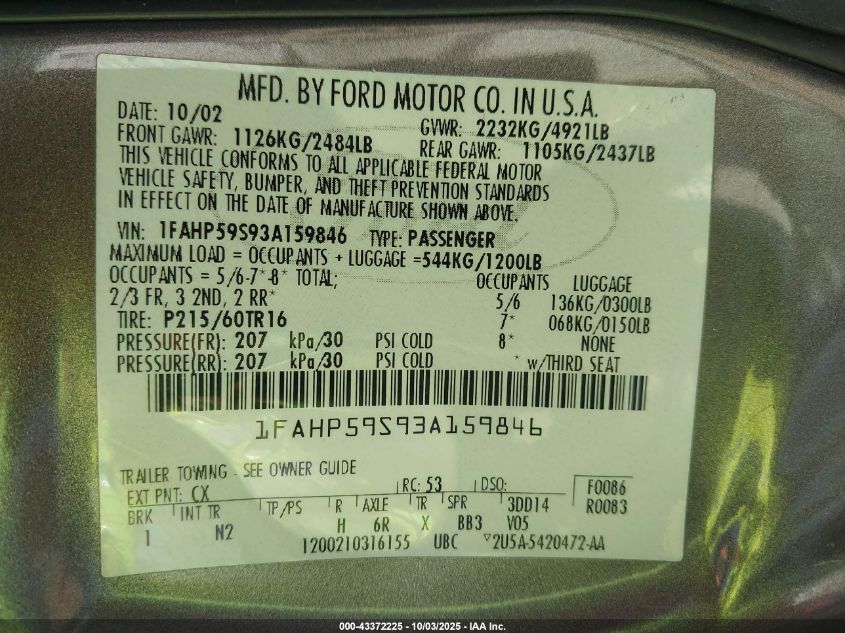 MFD. BY FORD MOTOR CO. IN U.S.A.
DATE: 10/02 GVWR: 2232KG/4921LB
FRONT GAWR: 1126KG/2484LB REAR GAWR: 1105KG/2437LB
THIS VEHICLE CONFORMS TO ALL APPLICABLE FEDERAL MOTOR
VEHICLE SAFETY, BUMPER, AND THEFT PREVENTION STANDARDS
IN EFFECT ON THE DATE OF MANUFACTURE SHOWN ABOVE.
VIN: 1FAHP59S93A159846 TYPE: PASSENGER
MAXIMUM LOAD = OCCUPANTS + LUGGAGE =544KG/1200LB
OCCUPANTS = 5/6-7*-8* TOTAL; OCCUPANTS LUGGAGE
2/3 FR, 3 2ND, 2 RR* 5/6 136KG/0300LB
TIRE: P215/60TR16 7* 068KG/0150LB
PRESSURE(FR): 207 kPa/30 PSI COLD 8* NONE
PRESSURE(RR): 207 kPa/30 PSI COLD * w/THIRD SEAT
1FAHP59S93A159846
TRAILER TOWING - SEE OWNER GUIDE
EXT PNT: CX RC: 53 DSO: F0086
BRK INT TR TP/PS R AXLE TR SPR 3DD14 R0083
1 N2 H 6R X BB3 V05
1200210316155 UBC ▽2U5A-5420472-AA
000-43372225 - 10/03/2025 - IAA Inc.